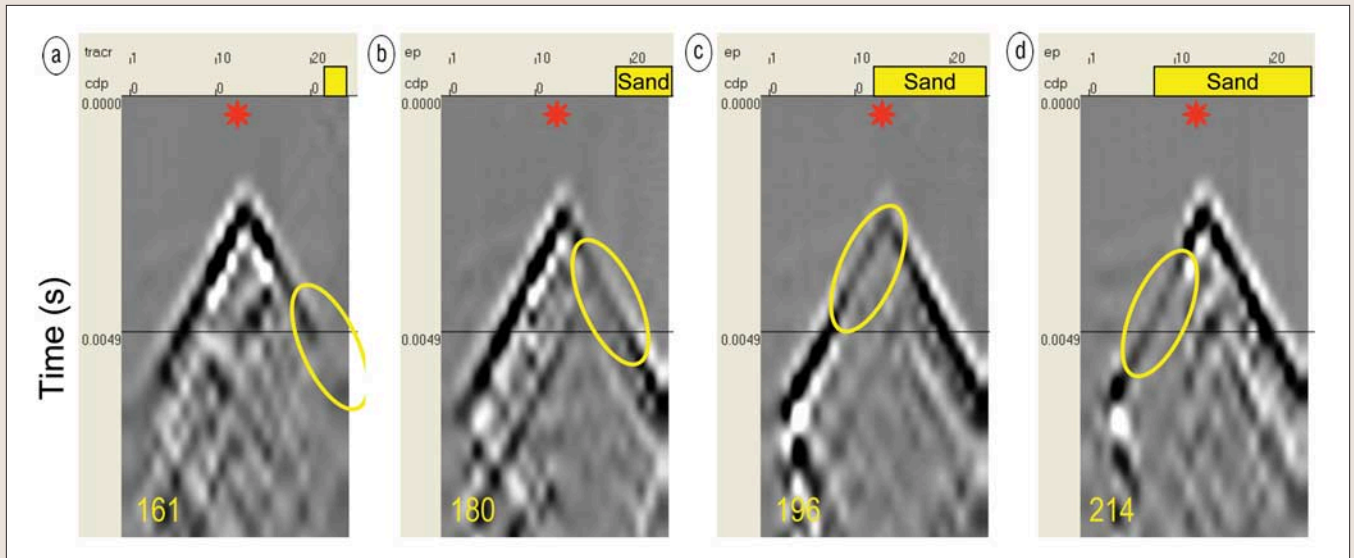 a
tracr 1 10 20
cdp 0 0 0
0.0000
0.0049
161
b
ep 1 10 20
Sand
cdp 0 0
0.0000
0.0049
180
c
ep 1 10 20
Sand
cdp 0 0
0.0000
0.0049
196
d
ep 1 10 20
Sand
cdp 0
0.0000
0.0049
214
Time (s)